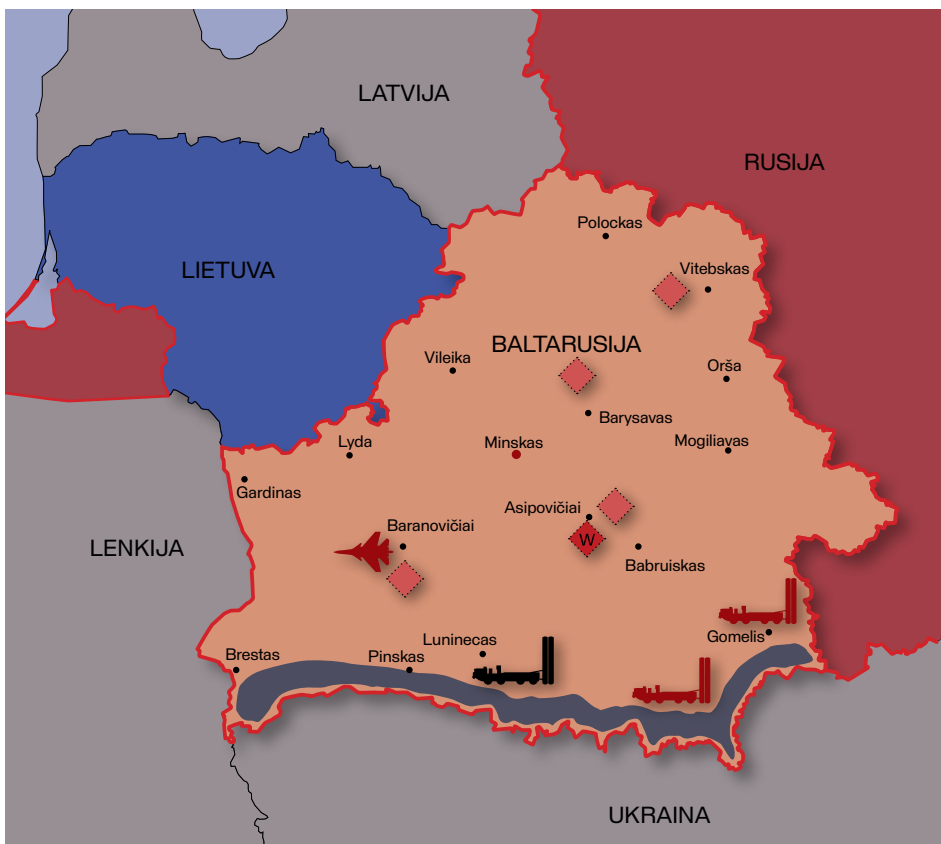 LATVIJA
RUSIJA
Polockas
LIETUVA
Vitebskas
BALTARUSIJA
Vileika
Orša
Barysavas
Lyda
Minskas
Mogiliavas
Gardinas
Asipovičiai
Baranovičiai
W
LENKIJA
Babruiskas
Gomelis
Luninecas
Brestas
Pinskas
UKRAINA